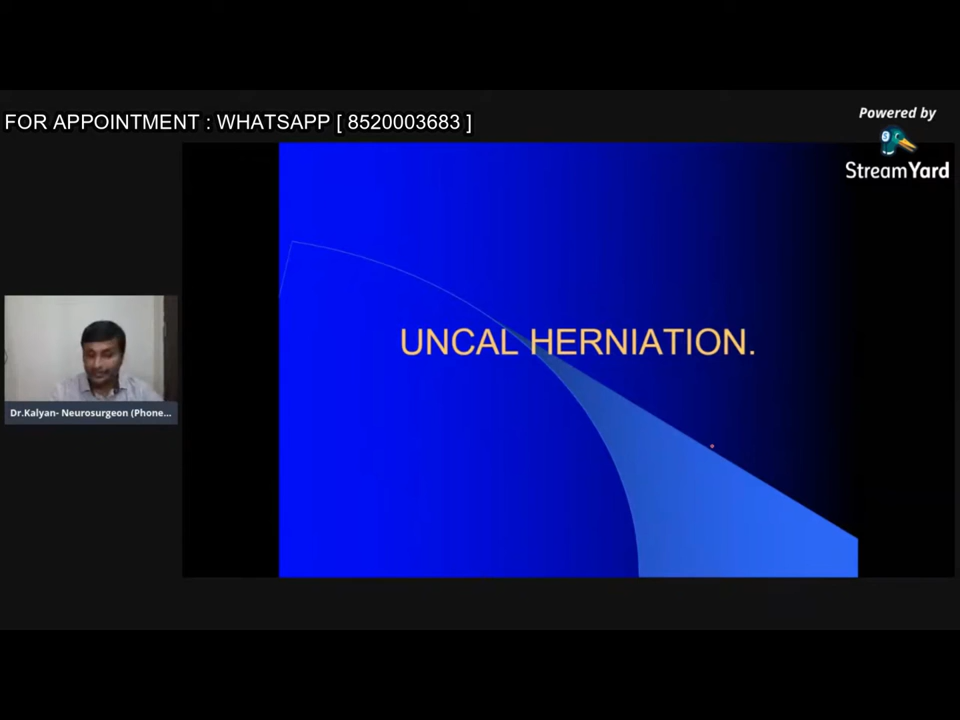 FOR APPOINTMENT : WHATSAPP [ 8520003683 ]
Powered by
StreamYard
UNCAL HERNIATION.
Dr.Kalyan- Neurosurgeon (Phone...